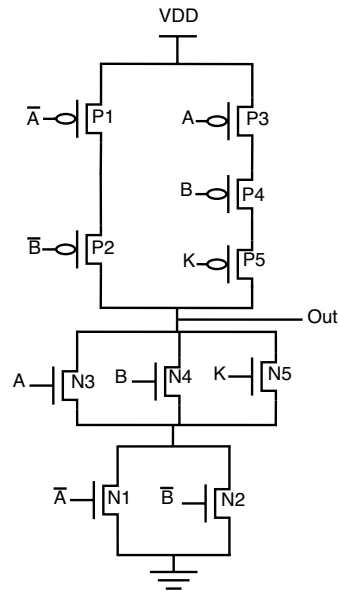 VDD
A̅ P1 A P3
B P4
B̅ P2 K P5
Out
A N3 B N4 K N5
A̅ N1 B̅ N2